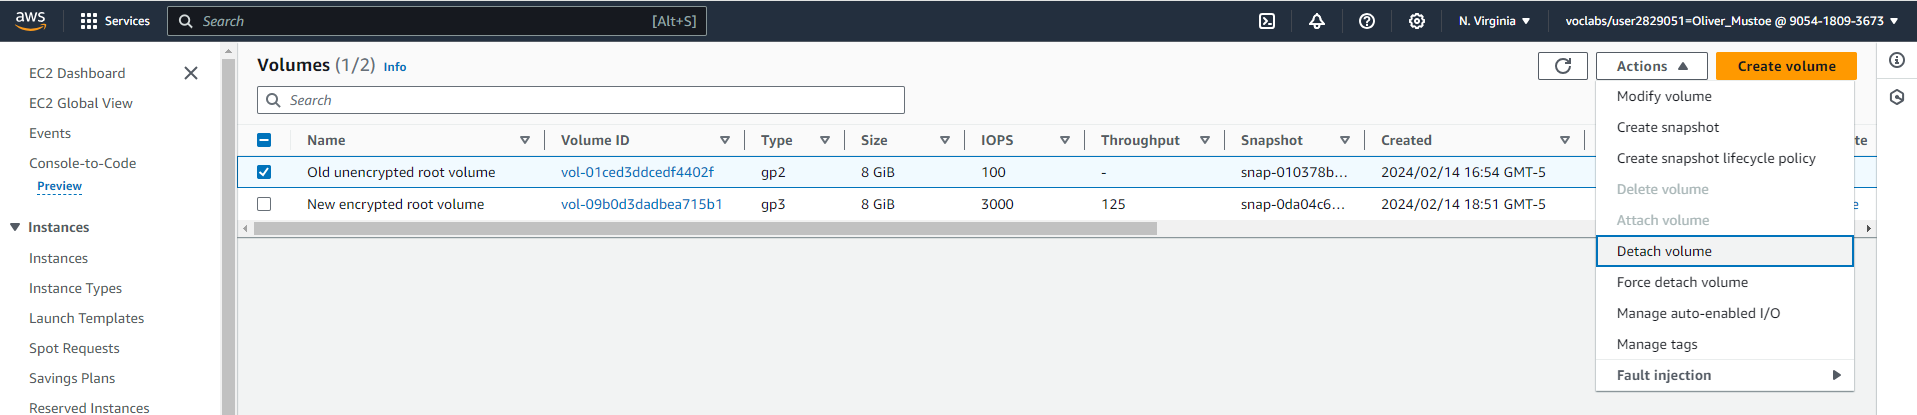 aws Services Search [Alt+S] N. Virginia voclabs/user2829051=Oliver_Mustoe @ 9054-1809-3673
EC2 Dashboard
EC2 Global View
Events
Console-to-Code
Preview
Instances
Instances
Instance Types
Launch Templates
Spot Requests
Savings Plans
Reserved Instances
Volumes (1/2) Info
Actions
Create volume
Search
Name Volume ID Type Size IOPS Throughput Snapshot Created
Old unencrypted root volume vol-01ced3ddcedf4402f gp2 8 GiB 100 - snap-010378b... 2024/02/14 16:54 GMT-5
New encrypted root volume vol-09b0d3dadbea715b1 gp3 8 GiB 3000 125 snap-0da04c6... 2024/02/14 18:51 GMT-5
Modify volume
Create snapshot
Create snapshot lifecycle policy
Delete volume
Attach volume
Detach volume
Force detach volume
Manage auto-enabled I/O
Manage tags
Fault injection